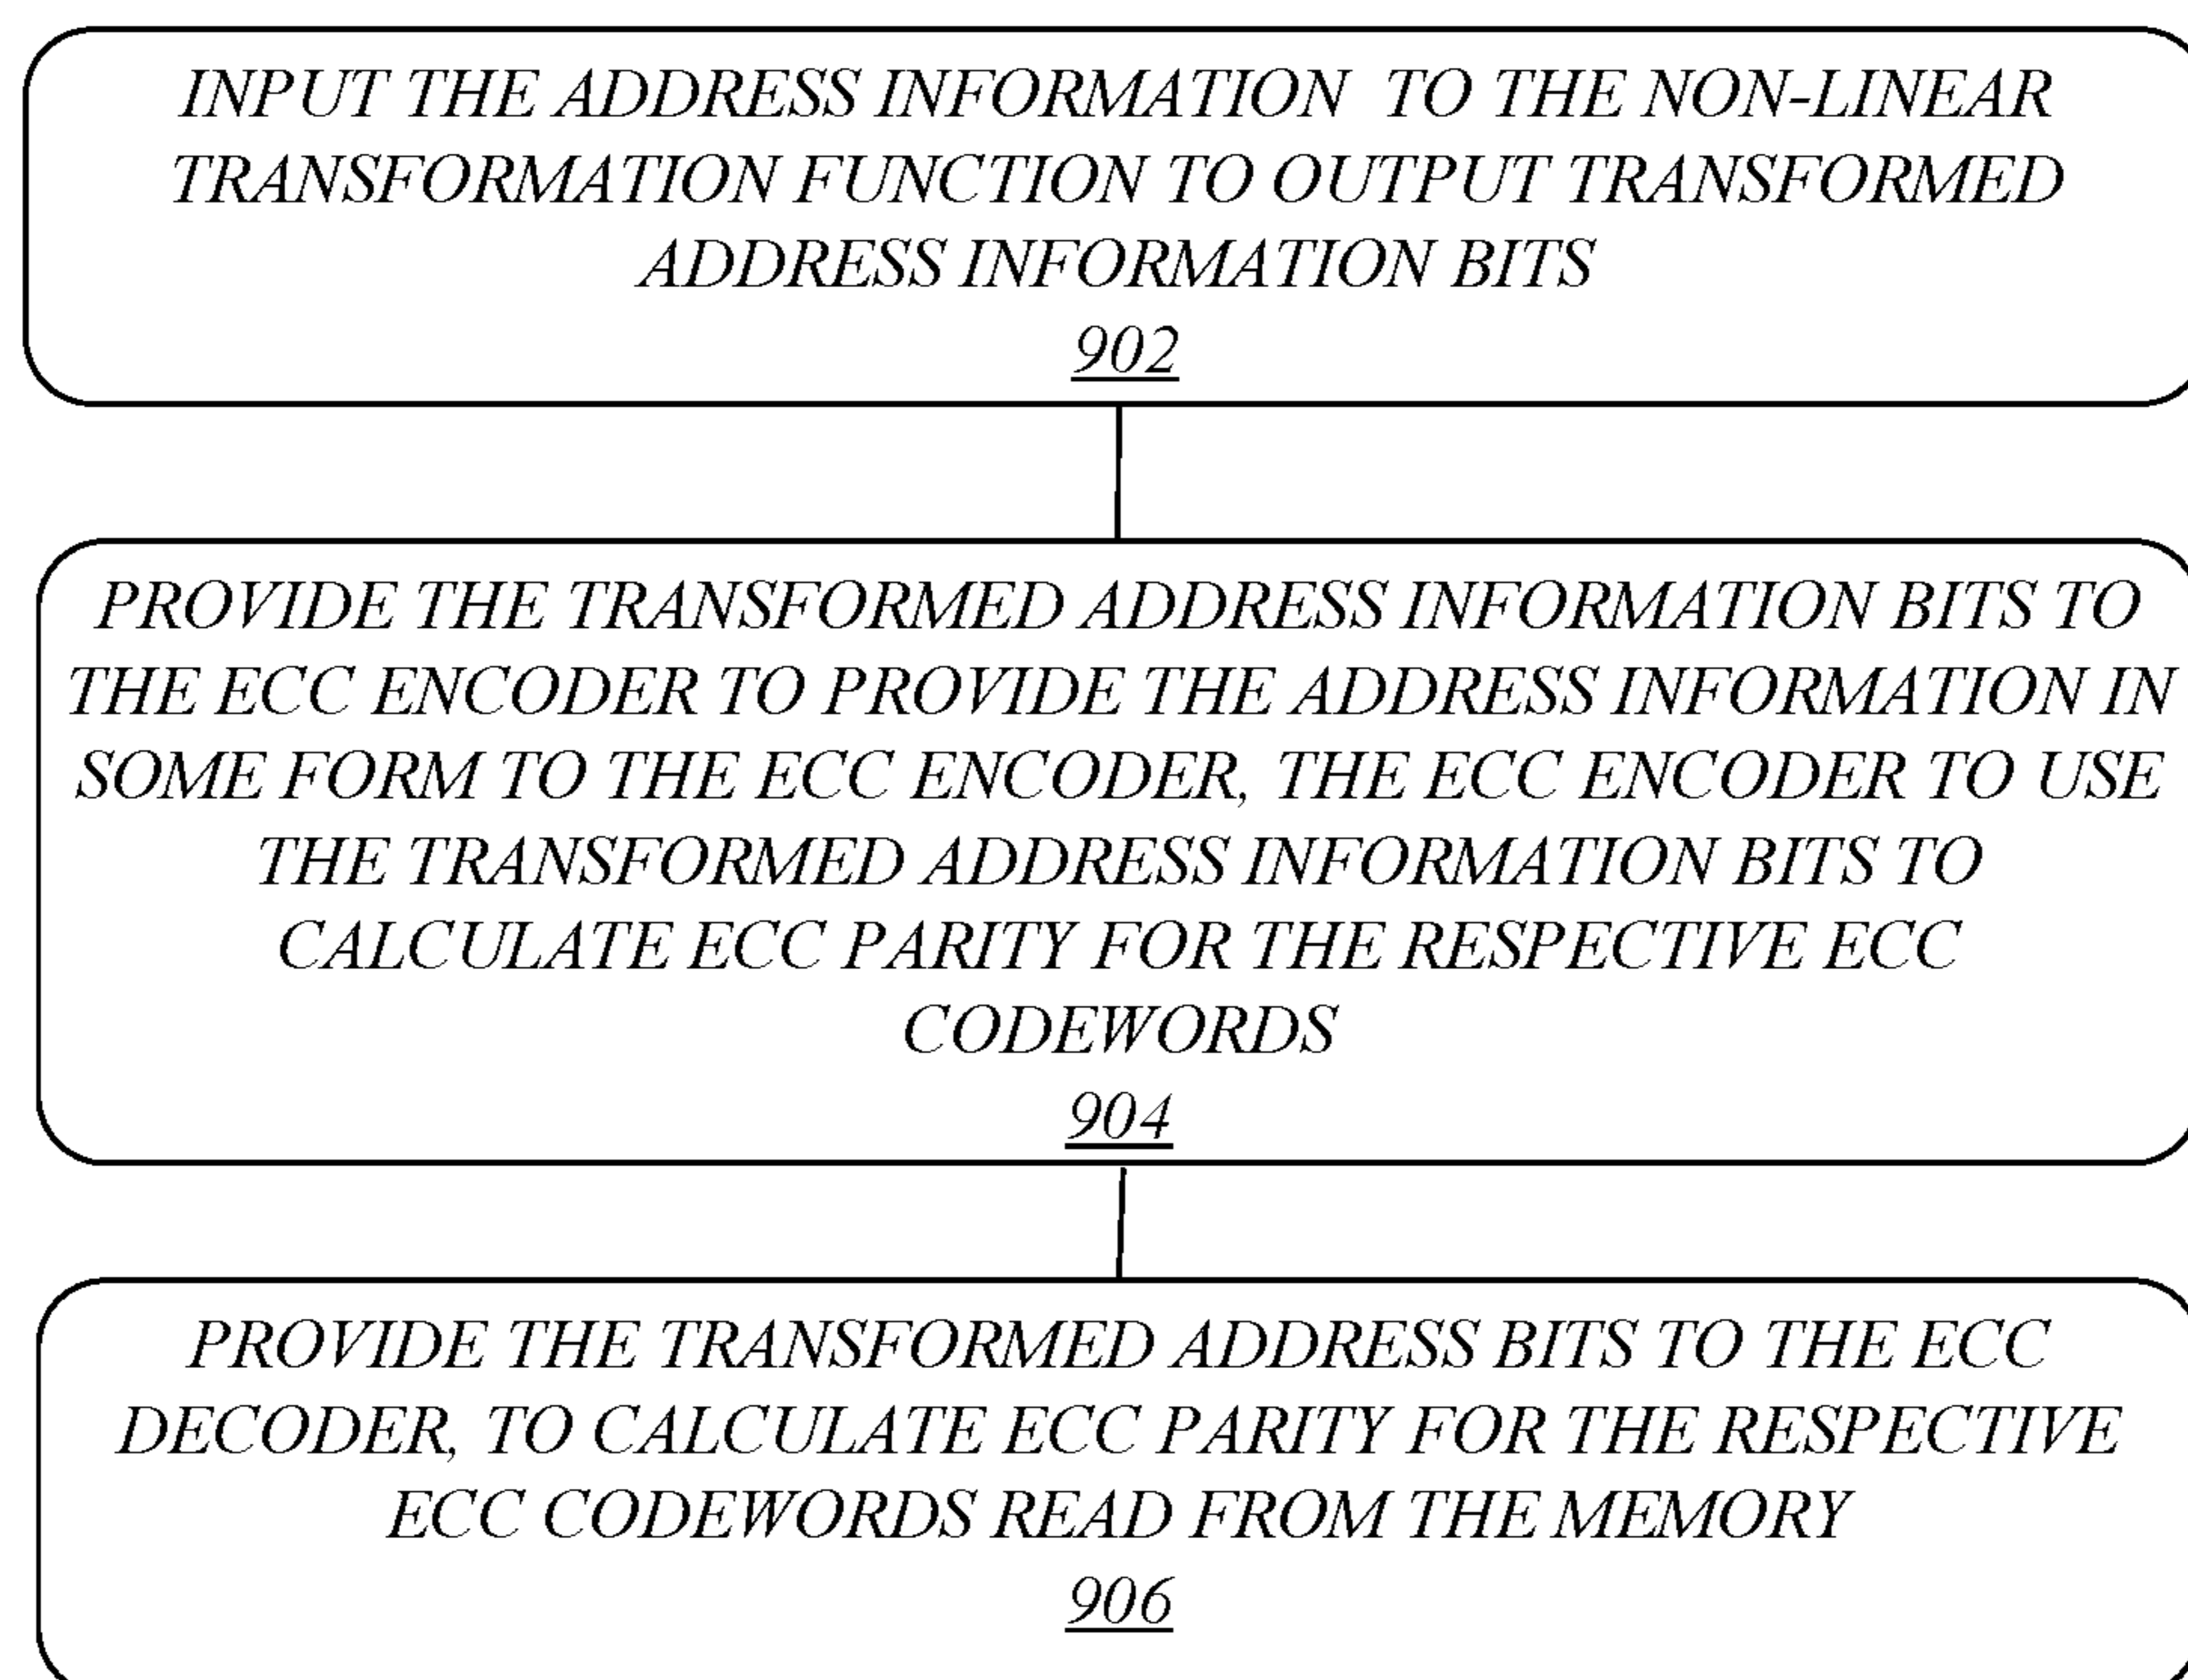 INPUT THE ADDRESS INFORMATION TO THE NON-LINEAR
TRANSFORMATION FUNCTION TO OUTPUT TRANSFORMED
ADDRESS INFORMATION BITS
902
PROVIDE THE TRANSFORMED ADDRESS INFORMATION BITS TO
THE ECC ENCODER TO PROVIDE THE ADDRESS INFORMATION IN
SOME FORM TO THE ECC ENCODER, THE ECC ENCODER TO USE
THE TRANSFORMED ADDRESS INFORMATION BITS TO
CALCULATE ECC PARITY FOR THE RESPECTIVE ECC
CODEWORDS
904
PROVIDE THE TRANSFORMED ADDRESS BITS TO THE ECC
DECODER, TO CALCULATE ECC PARITY FOR THE RESPECTIVE
ECC CODEWORDS READ FROM THE MEMORY
906